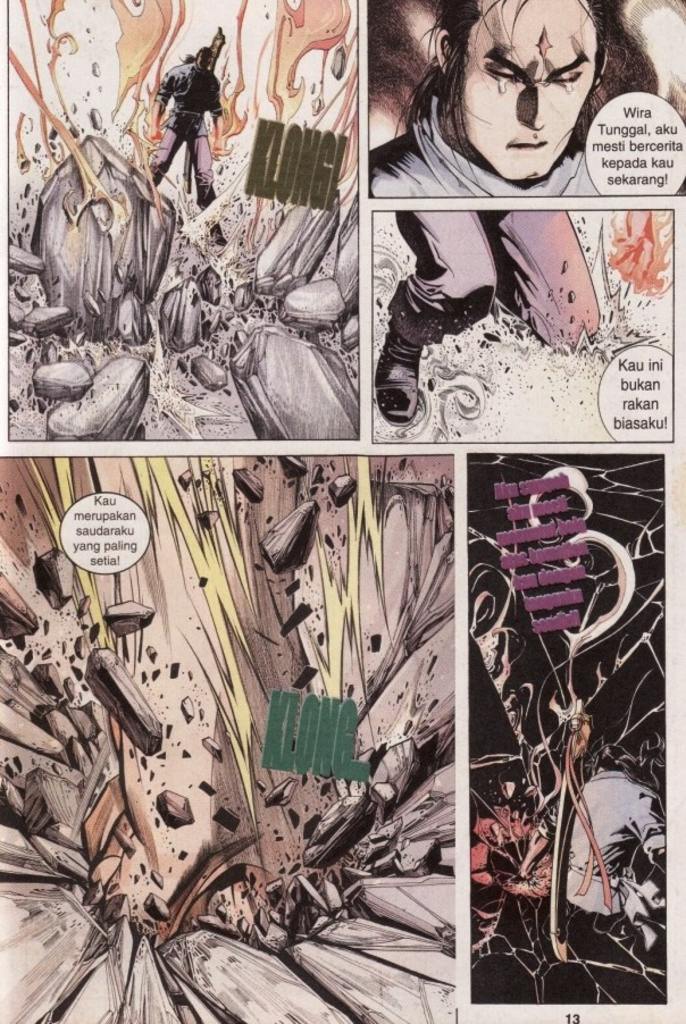 KLONG!
Wira
Tunggal, aku
mesti bercerita
kepada kau
sekarang!
Kau ini
bukan
rakan
biasaku!
Kau
merupakan
saudaraku
yang paling
setia!
KLONG...
13